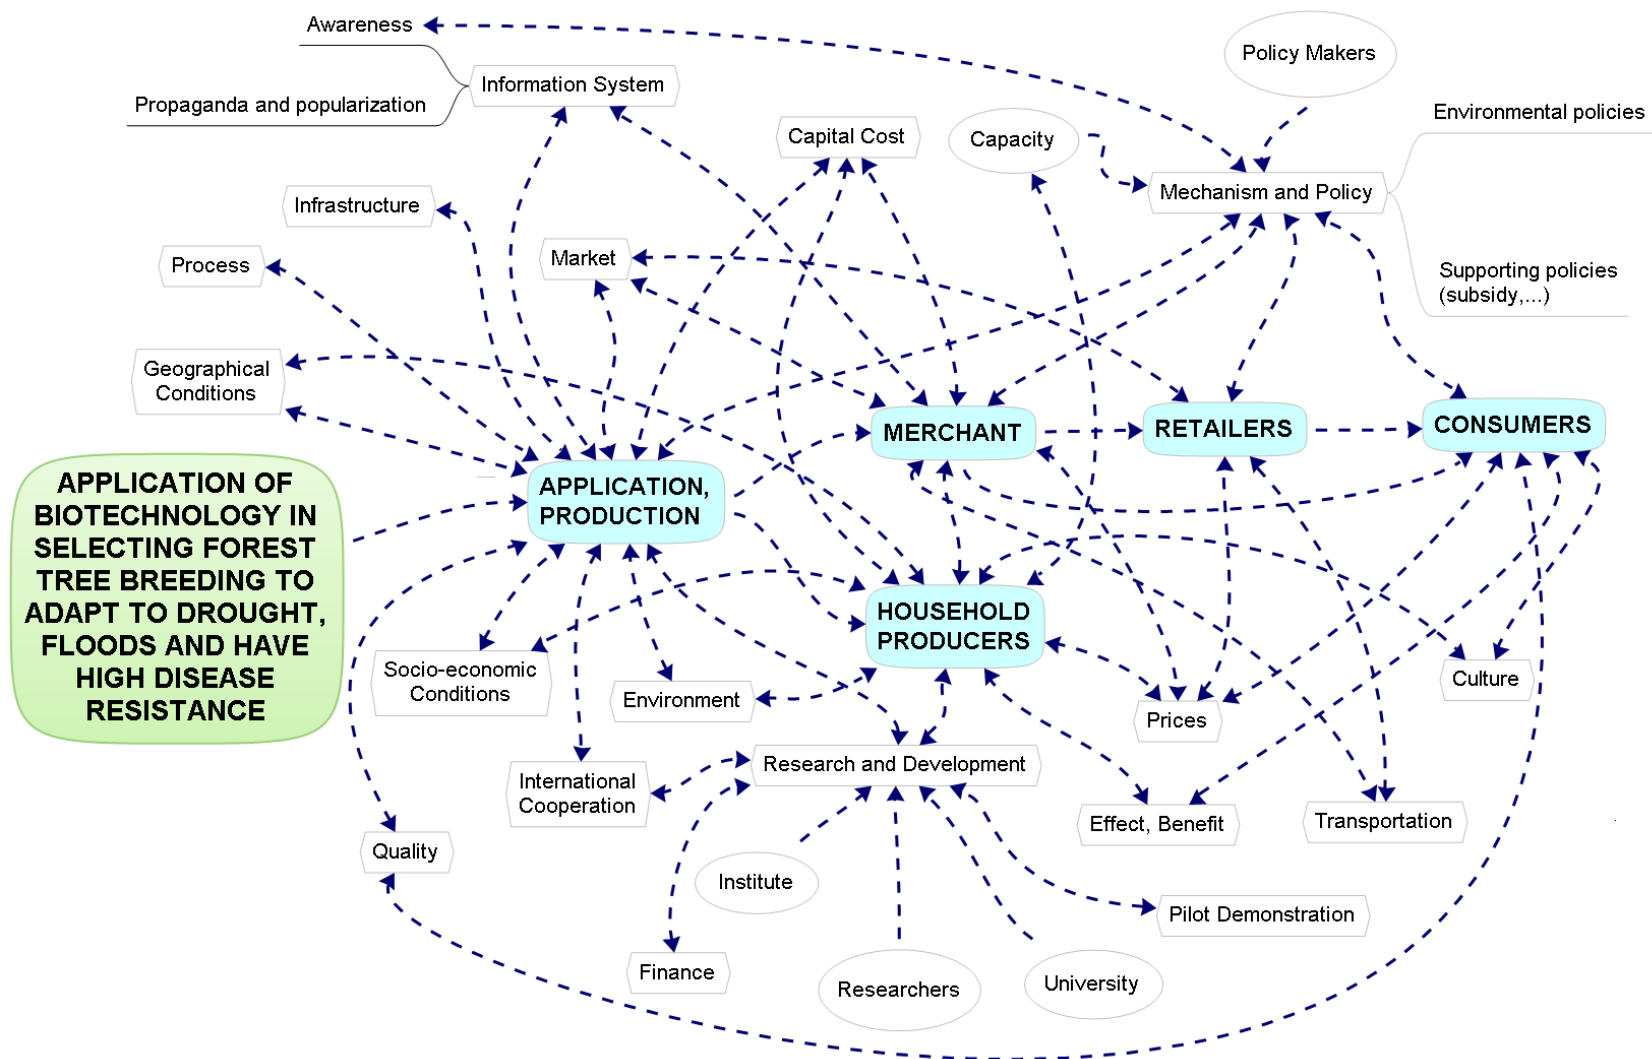 Awareness
Policy Makers
Information System
Propaganda and popularization
Environmental policies
Capital Cost
Capacity
Mechanism and Policy
Infrastructure
Market
Process
Supporting policies
(subsidy,...)
Geographical
Conditions
MERCHANT
RETAILERS
CONSUMERS
APPLICATION OF
BIOTECHNOLOGY IN
SELECTING FOREST
TREE BREEDING TO
ADAPT TO DROUGHT,
FLOODS AND HAVE
HIGH DISEASE
RESISTANCE
APPLICATION,
PRODUCTION
HOUSEHOLD
PRODUCERS
Socio-economic
Conditions
Environment
Culture
Prices
Research and Development
International
Cooperation
Effect, Benefit
Transportation
Quality
Institute
Pilot Demonstration
Finance
Researchers
University